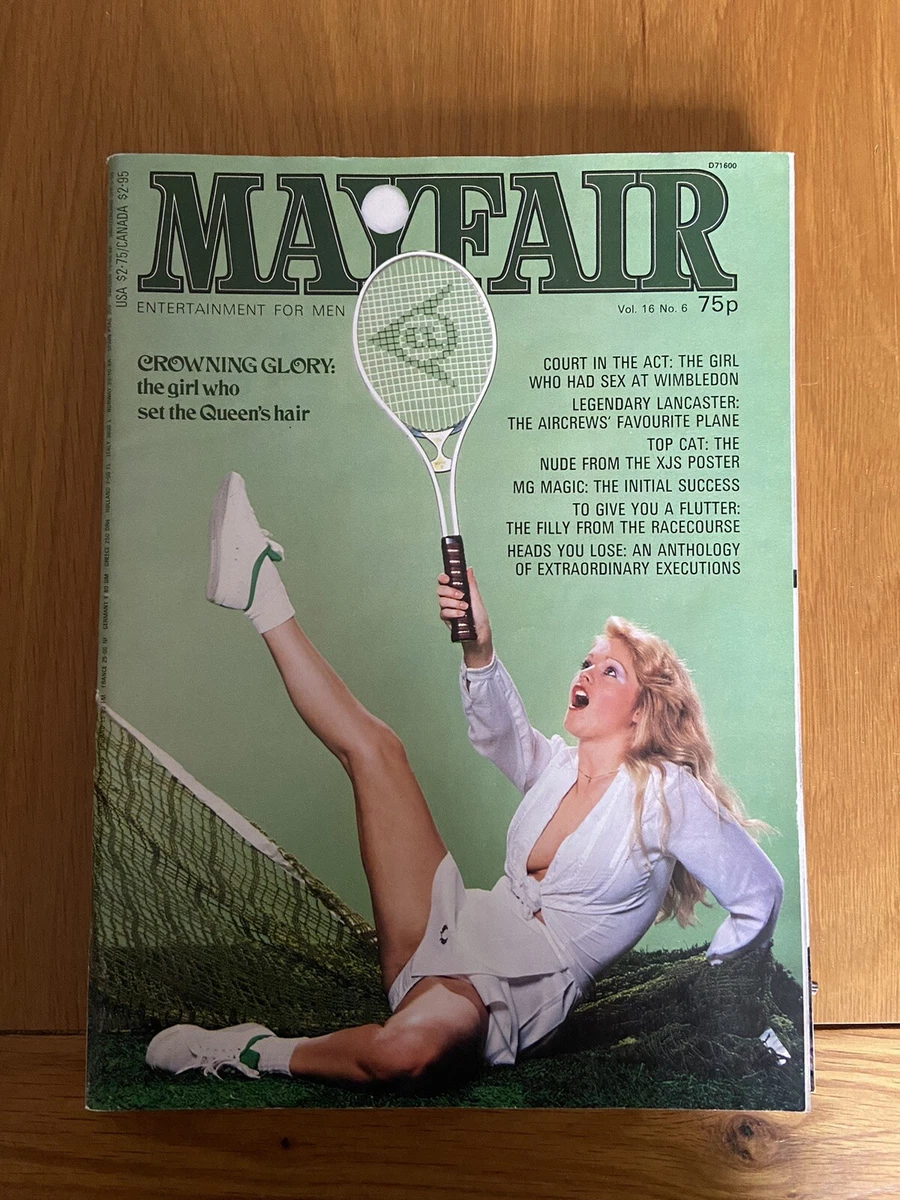 D71600
MAYFAIR
USA $2·75/CANADA $2·95
ENTERTAINMENT FOR MEN
Vol. 16 No. 6 75p
CROWNING GLORY:
the girl who
set the Queen's hair
COURT IN THE ACT: THE GIRL
WHO HAD SEX AT WIMBLEDON
LEGENDARY LANCASTER:
THE AIRCREWS' FAVOURITE PLANE
TOP CAT: THE
NUDE FROM THE XJS POSTER
MG MAGIC: THE INITIAL SUCCESS
TO GIVE YOU A FLUTTER:
THE FILLY FROM THE RACECOURSE
HEADS YOU LOSE: AN ANTHOLOGY
OF EXTRAORDINARY EXECUTIONS